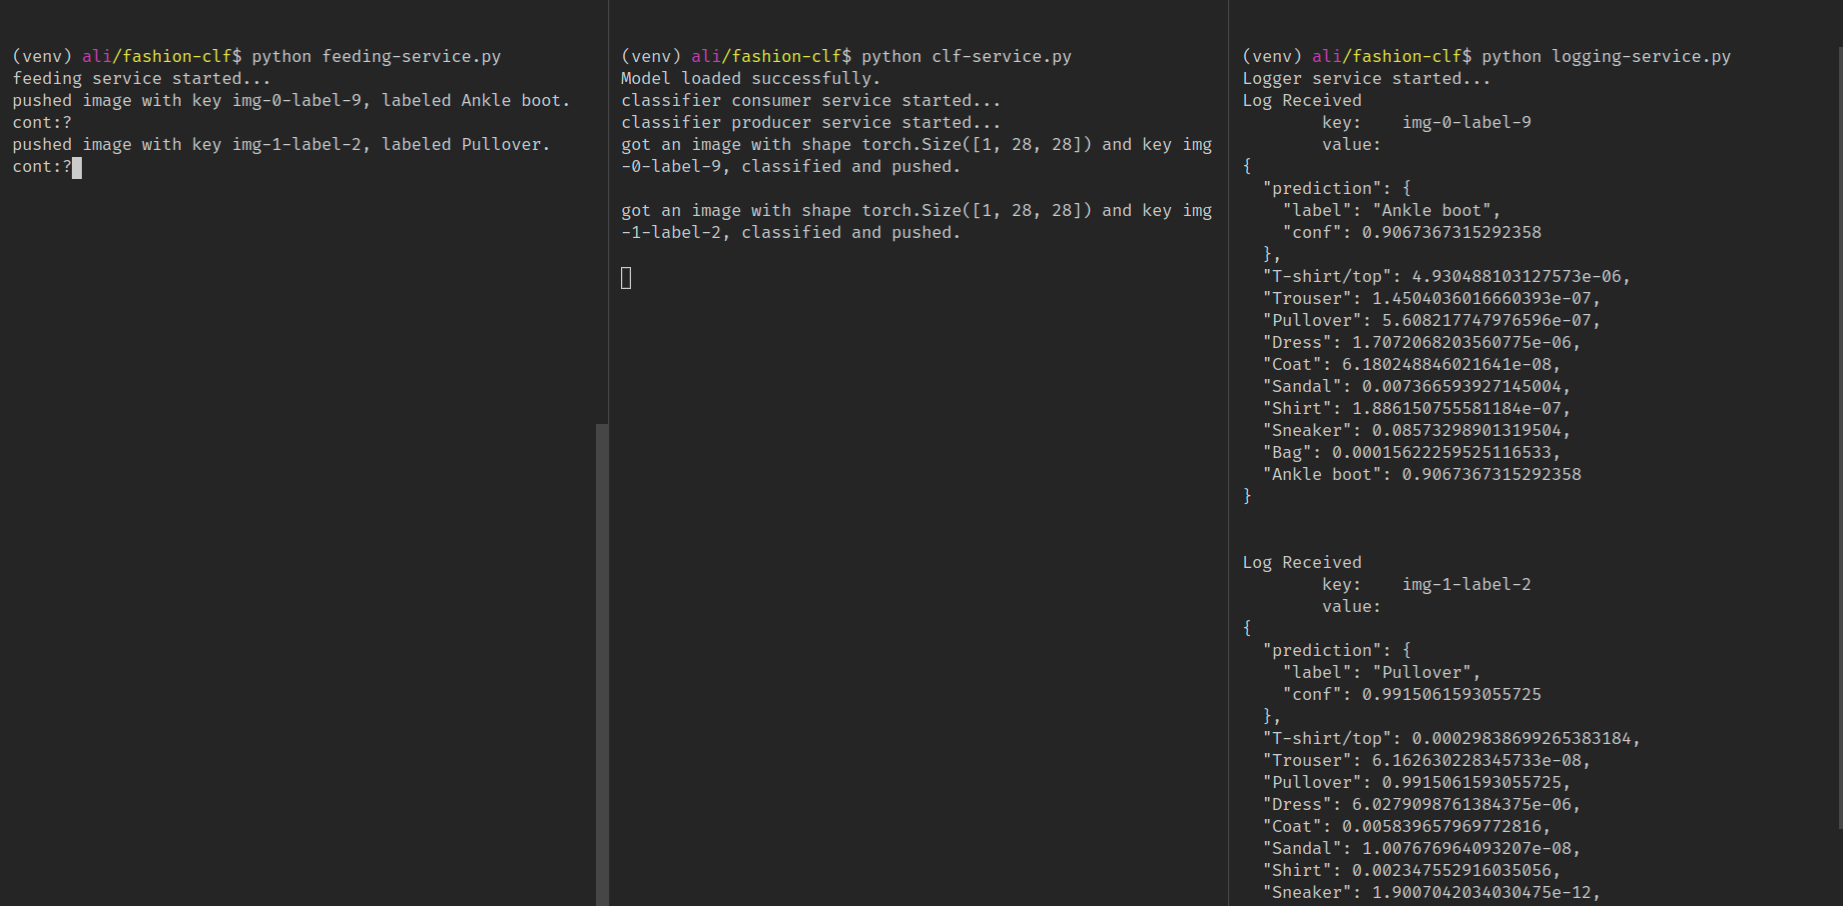 (venv) ali/fashion-clf$ python feeding-service.py
feeding service started...
pushed image with key img-0-label-9, labeled Ankle boot.
cont:?
pushed image with key img-1-label-2, labeled Pullover.
cont:?
(venv) ali/fashion-clf$ python clf-service.py
Model loaded successfully.
classifier consumer service started...
classifier producer service started...
got an image with shape torch.Size([1, 28, 28]) and key img
-0-label-9, classified and pushed.
got an image with shape torch.Size([1, 28, 28]) and key img
-1-label-2, classified and pushed.
(venv) ali/fashion-clf$ python logging-service.py
Logger service started...
Log Received
key:    img-0-label-9
value:
{
"prediction": {
"label": "Ankle boot",
"conf": 0.9067367315292358
},
"T-shirt/top": 4.930488103127573e-06,
"Trouser": 1.4504036016660393e-07,
"Pullover": 5.608217747976596e-07,
"Dress": 1.7072068203560775e-06,
"Coat": 6.180248846021641e-08,
"Sandal": 0.007366593927145004,
"Shirt": 1.886150755581184e-07,
"Sneaker": 0.08573298901319504,
"Bag": 0.00015622259525116533,
"Ankle boot": 0.9067367315292358
}
Log Received
key:    img-1-label-2
value:
{
"prediction": {
"label": "Pullover",
"conf": 0.9915061593055725
},
"T-shirt/top": 0.00029838699265383184,
"Trouser": 6.162630228345733e-08,
"Pullover": 0.9915061593055725,
"Dress": 6.0279098761384375e-06,
"Coat": 0.005839657969772816,
"Sandal": 1.007676964093207e-08,
"Shirt": 0.002347552916035056,
"Sneaker": 1.9007042034030475e-12,